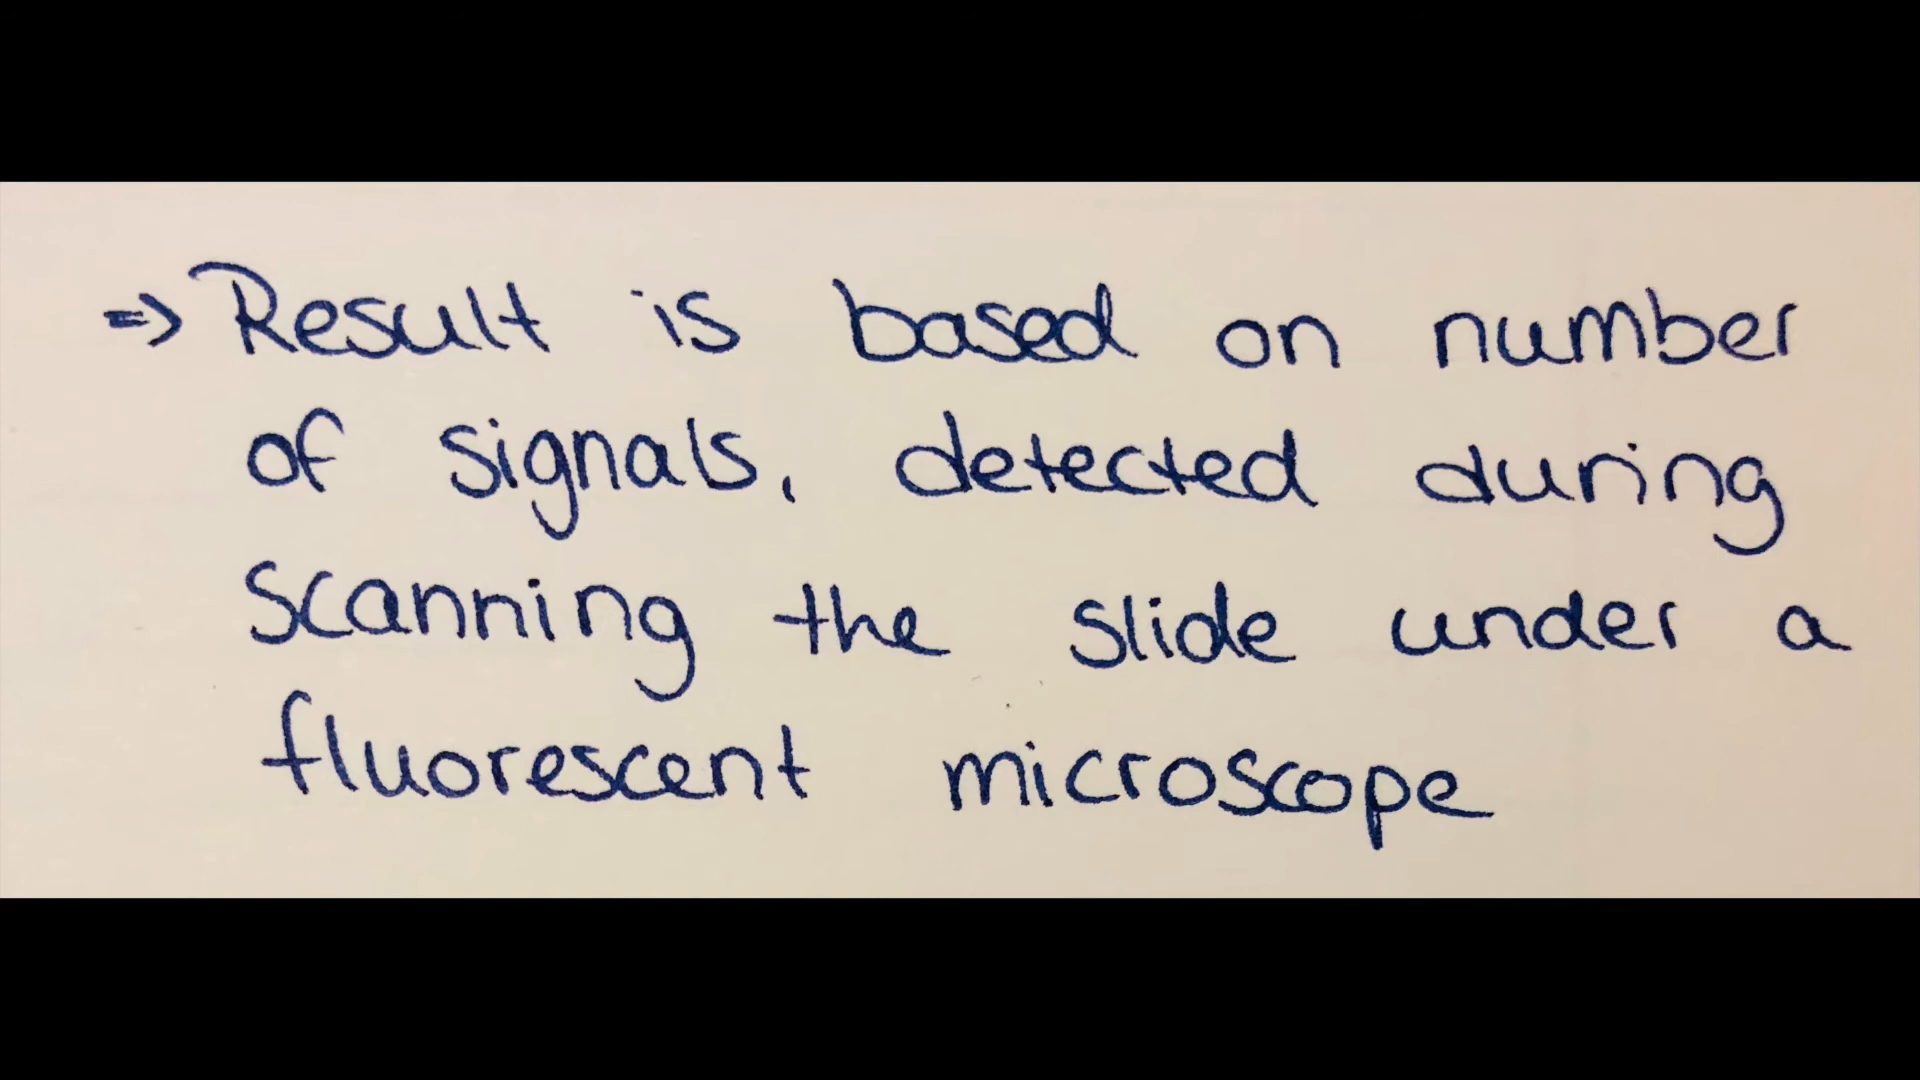 => Result is based on number
of signals, detected during
scanning the slide under a
fluorescent microscope